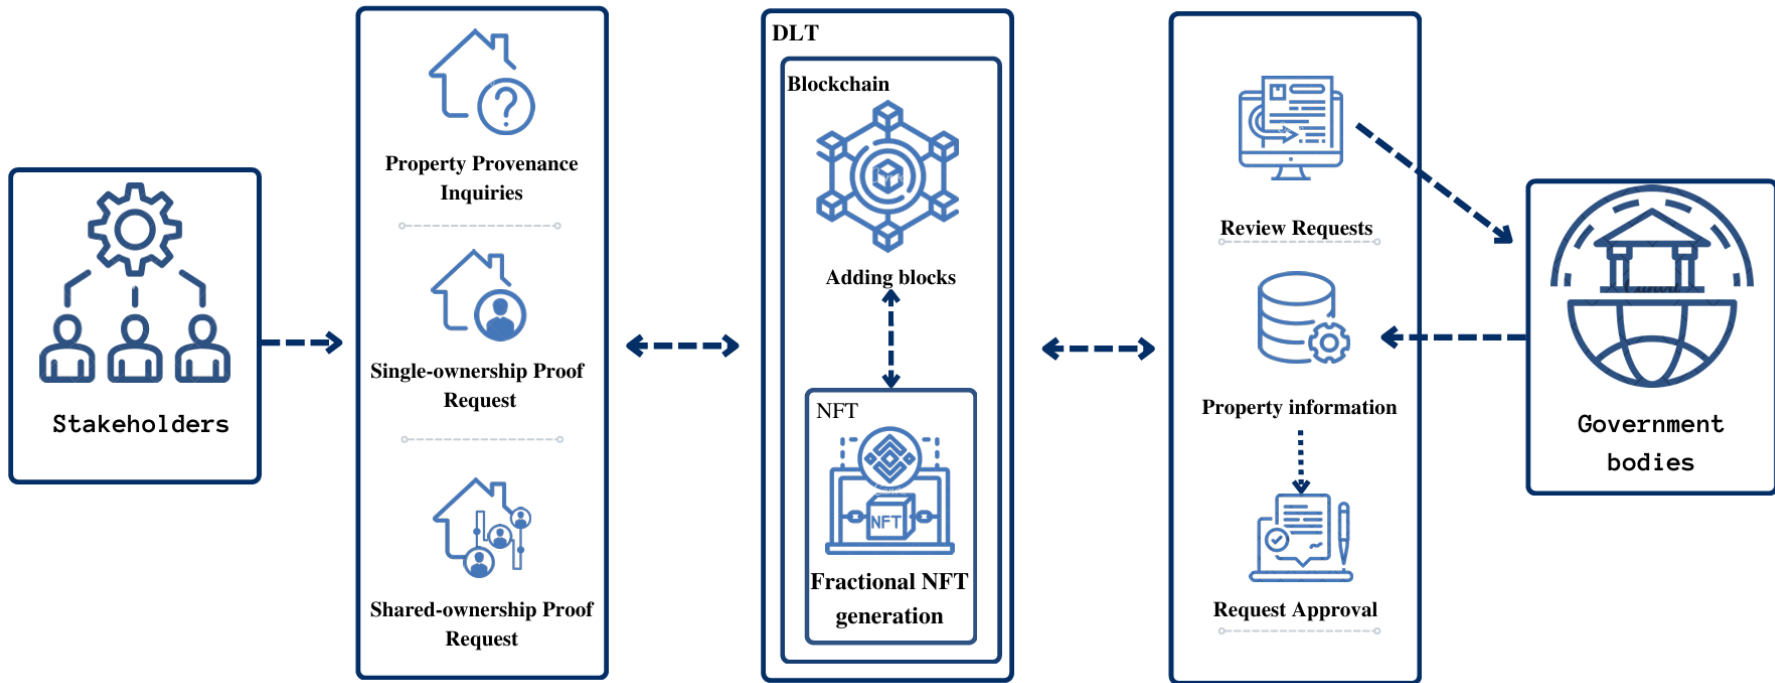 Stakeholders
Property Provenance
Inquiries
Single-ownership Proof
Request
Shared-ownership Proof
Request
DLT
Blockchain
Adding blocks
NFT
NFT
Fractional NFT
generation
Review Requests
Property information
Request Approval
Government
bodies